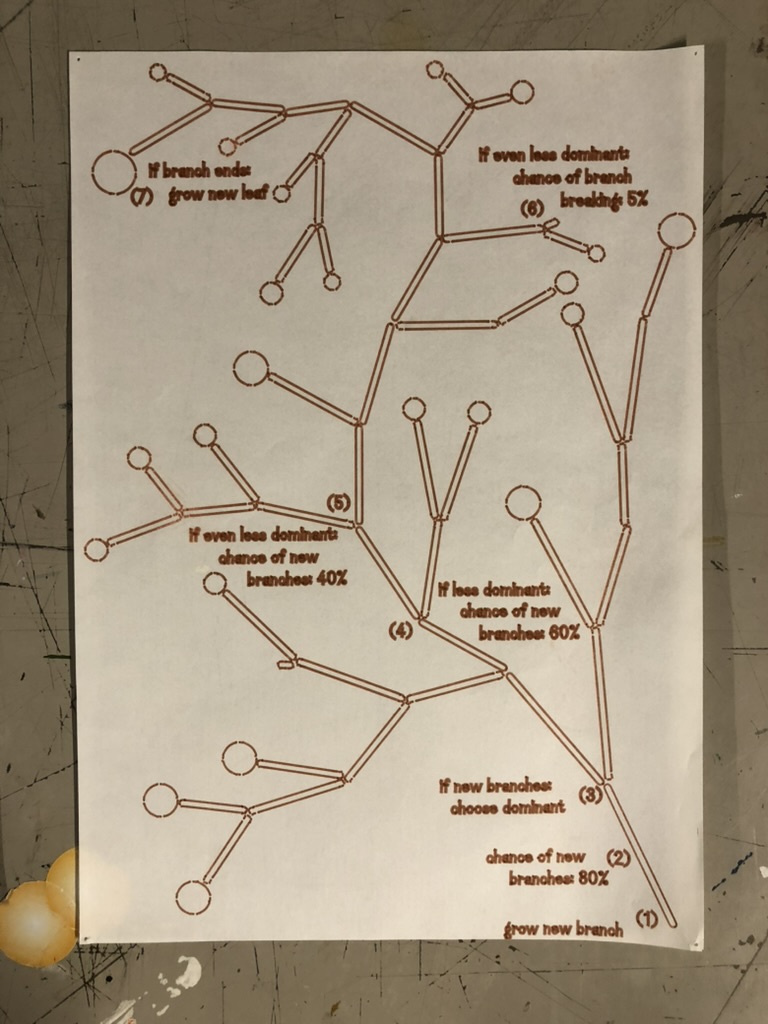 If branch ends:
(7) grow new leaf
If even less dominant:
chance of branch
(6) breaking: 5%
(5)
If even less dominant:
chance of new
branches: 40%
If less dominant:
chance of new
(4) branches: 60%
If new branches:
choose dominant (3)
chance of new (2)
branches: 80%
grow new branch (1)